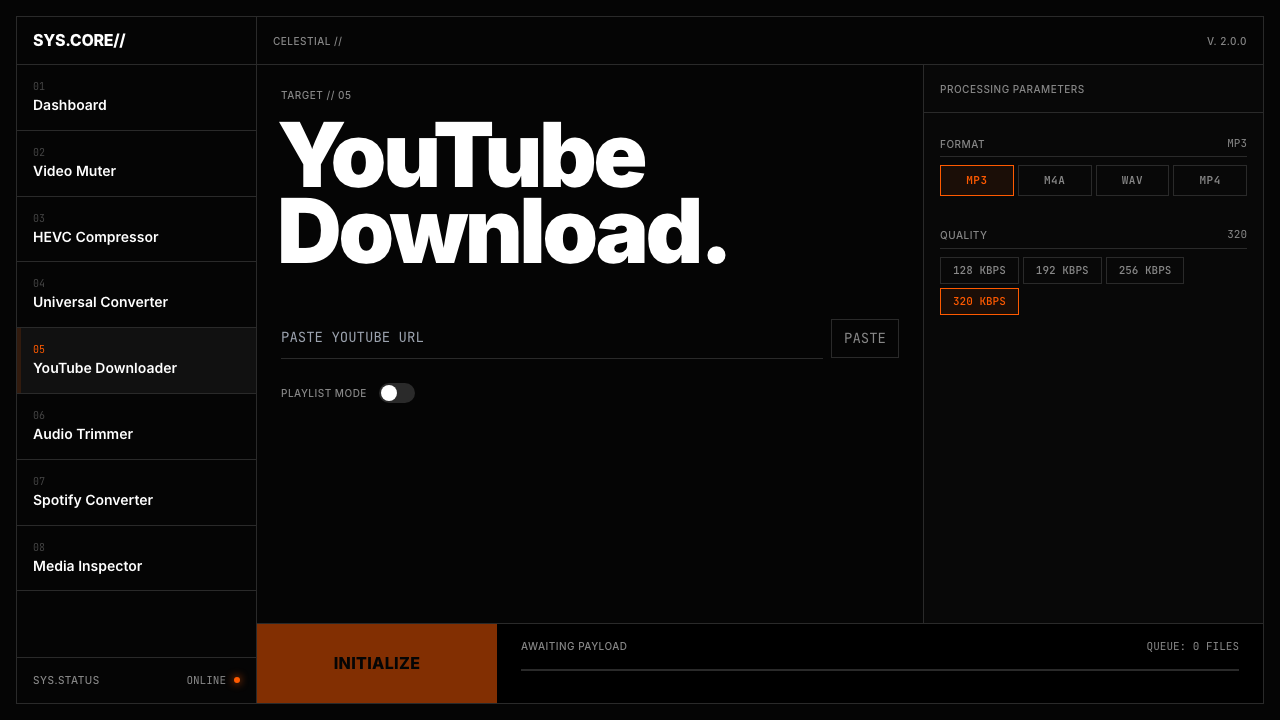 SYS.CORE//
CELESTIAL //
V. 2.0.0
01
Dashboard
02
Video Muter
03
HEVC Compressor
04
Universal Converter
05
YouTube Downloader
06
Audio Trimmer
07
Spotify Converter
08
Media Inspector
SYS.STATUS
ONLINE
TARGET // 05
YouTube
Download.
PASTE YOUTUBE URL
PASTE
PLAYLIST MODE
PROCESSING PARAMETERS
FORMAT
MP3
MP3
M4A
WAV
MP4
QUALITY
320
128 KBPS
192 KBPS
256 KBPS
320 KBPS
INITIALIZE
AWAITING PAYLOAD
QUEUE: 0 FILES